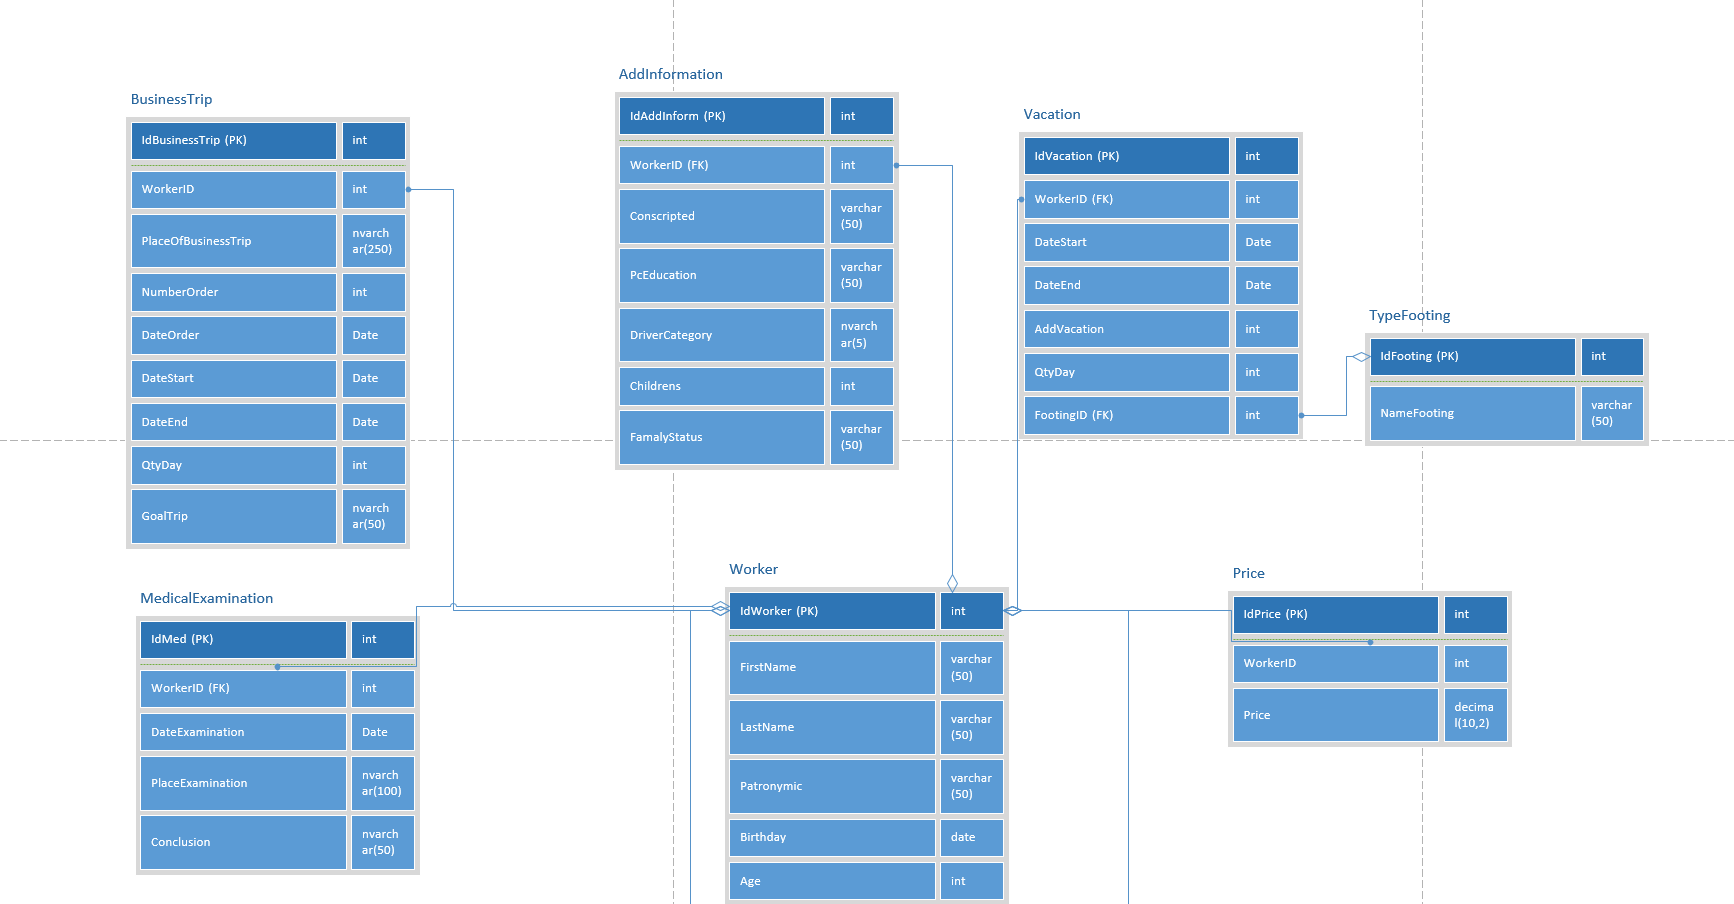 BusinessTrip
IdBusinessTrip (PK) int
WorkerID int
PlaceOfBusinessTrip nvarch
ar(250)
NumberOrder int
DateOrder Date
DateStart Date
DateEnd Date
QtyDay int
GoalTrip nvarch
ar(50)
AddInformation
IdAddInform (PK) int
WorkerID (FK) int
Conscripted varchar
(50)
PcEducation varchar
(50)
DriverCategory nvarch
ar(5)
Childrens int
FamalyStatus varchar
(50)
Vacation
IdVacation (PK) int
WorkerID (FK) int
DateStart Date
DateEnd Date
AddVacation int
QtyDay int
FootingID (FK) int
TypeFooting
IdFooting (PK) int
NameFooting varchar
(50)
MedicalExamination
IdMed (PK) int
WorkerID (FK) int
DateExamination Date
PlaceExamination nvarch
ar(100)
Conclusion nvarch
ar(50)
Worker
IdWorker (PK) int
FirstName varchar
(50)
LastName varchar
(50)
Patronymic varchar
(50)
Birthday date
Age int
Price
IdPrice (PK) int
WorkerID int
Price decima
l(10,2)